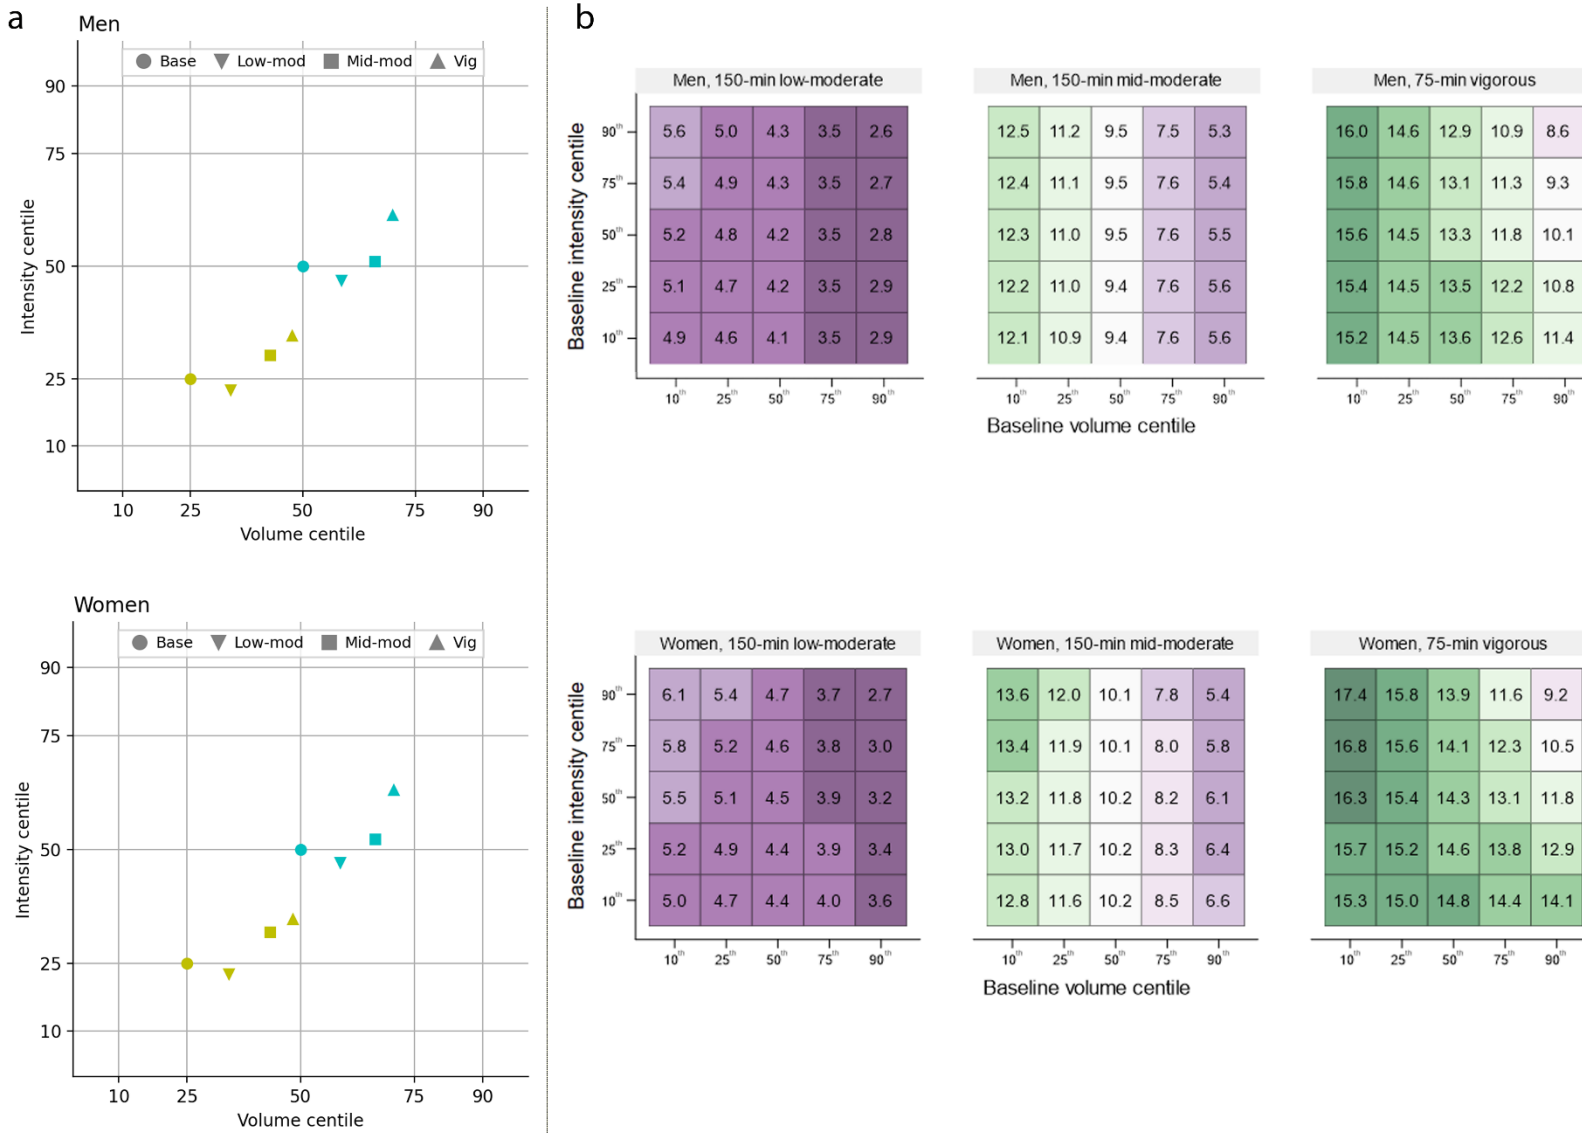 a
Men
Base Low-mod Mid-mod Vig
90
75
50
25
10
Intensity centile
10 25 50 75 90
Volume centile
Women
Base Low-mod Mid-mod Vig
90
75
50
25
10
Intensity centile
10 25 50 75 90
Volume centile
b
Men, 150-min low-moderate
Baseline intensity centile
90th 5.6 5.0 4.3 3.5 2.6
75th 5.4 4.9 4.3 3.5 2.7
50th 5.2 4.8 4.2 3.5 2.8
25th 5.1 4.7 4.2 3.5 2.9
10th 4.9 4.6 4.1 3.5 2.9
10th 25th 50th 75th 90th
Men, 150-min mid-moderate
12.5 11.2 9.5 7.5 5.3
12.4 11.1 9.5 7.6 5.4
12.3 11.0 9.5 7.6 5.5
12.2 11.0 9.4 7.6 5.6
12.1 10.9 9.4 7.6 5.6
10th 25th 50th 75th 90th
Baseline volume centile
Men, 75-min vigorous
16.0 14.6 12.9 10.9 8.6
15.8 14.6 13.1 11.3 9.3
15.6 14.5 13.3 11.8 10.1
15.4 14.5 13.5 12.2 10.8
15.2 14.5 13.6 12.6 11.4
10th 25th 50th 75th 90th
Women, 150-min low-moderate
Baseline intensity centile
90th 6.1 5.4 4.7 3.7 2.7
75th 5.8 5.2 4.6 3.8 3.0
50th 5.5 5.1 4.5 3.9 3.2
25th 5.2 4.9 4.4 3.9 3.4
10th 5.0 4.7 4.4 4.0 3.6
10th 25th 50th 75th 90th
Women, 150-min mid-moderate
13.6 12.0 10.1 7.8 5.4
13.4 11.9 10.1 8.0 5.8
13.2 11.8 10.2 8.2 6.1
13.0 11.7 10.2 8.3 6.4
12.8 11.6 10.2 8.5 6.6
10th 25th 50th 75th 90th
Baseline volume centile
Women, 75-min vigorous
17.4 15.8 13.9 11.6 9.2
16.8 15.6 14.1 12.3 10.5
16.3 15.4 14.3 13.1 11.8
15.7 15.2 14.6 13.8 12.9
15.3 15.0 14.8 14.4 14.1
10th 25th 50th 75th 90th